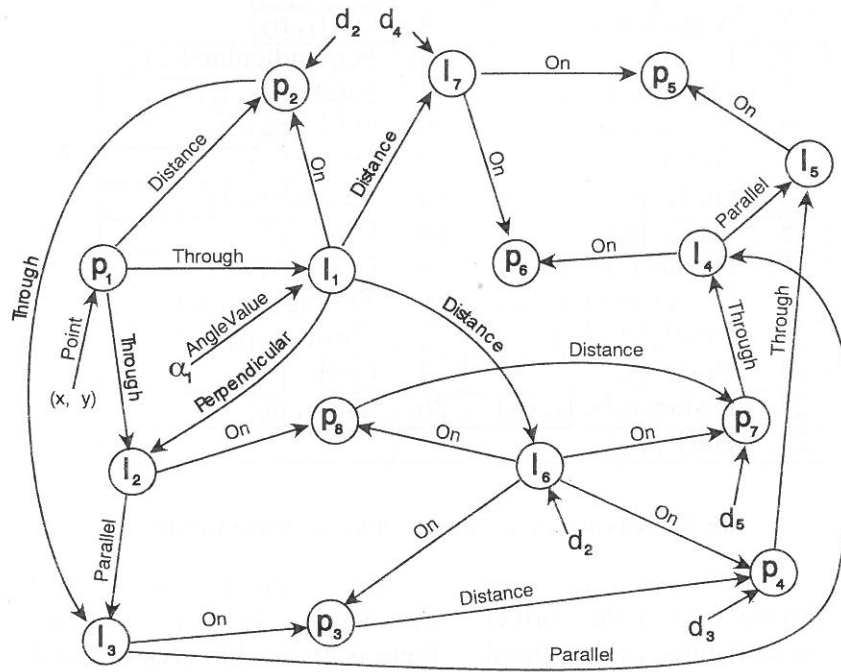 d₂ d₄
p₂ l₇ On p₅
On
Distance On Distance On l₅
Parallel
Through
p₁ Through l₁ p₆ On l₄
Point Through AngleValue Distance Through Through
α₁ Perpendicular
(x, y)
Distance
p₈ p₇
On On On
l₂ l₆
d₅
Parallel On d₂ On
p₄
Distance
On p₃ d₃
l₃
Parallel